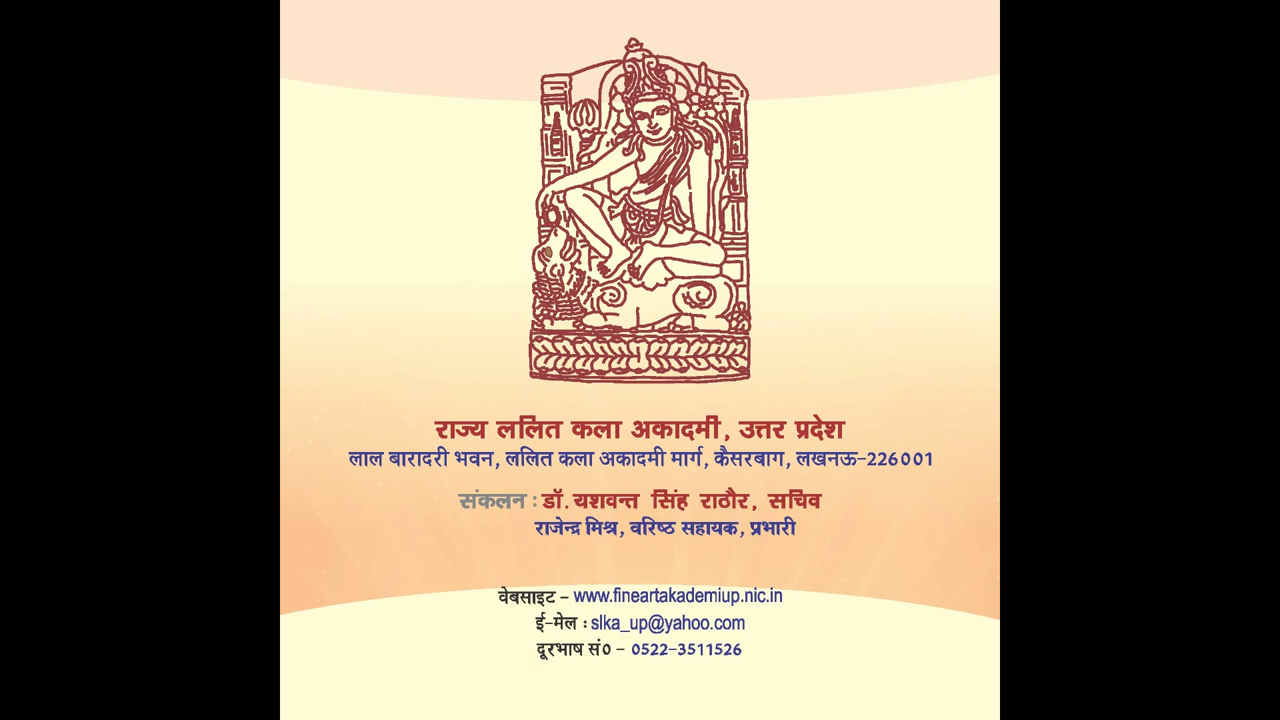 राज्य ललित कला अकादमी, उत्तर प्रदेश
लाल बारादरी भवन, ललित कला अकादमी मार्ग, कैसरबाग, लखनऊ-226001
संकलन : डॉ. यशवन्त सिंह राठौर, सचिव
राजेन्द्र मिश्र, वरिष्ठ सहायक, प्रभारी
वेबसाइट – www.fineartakademiup.nic.in
ई-मेल : slka_up@yahoo.com
दूरभाष सं० – 0522-3511526